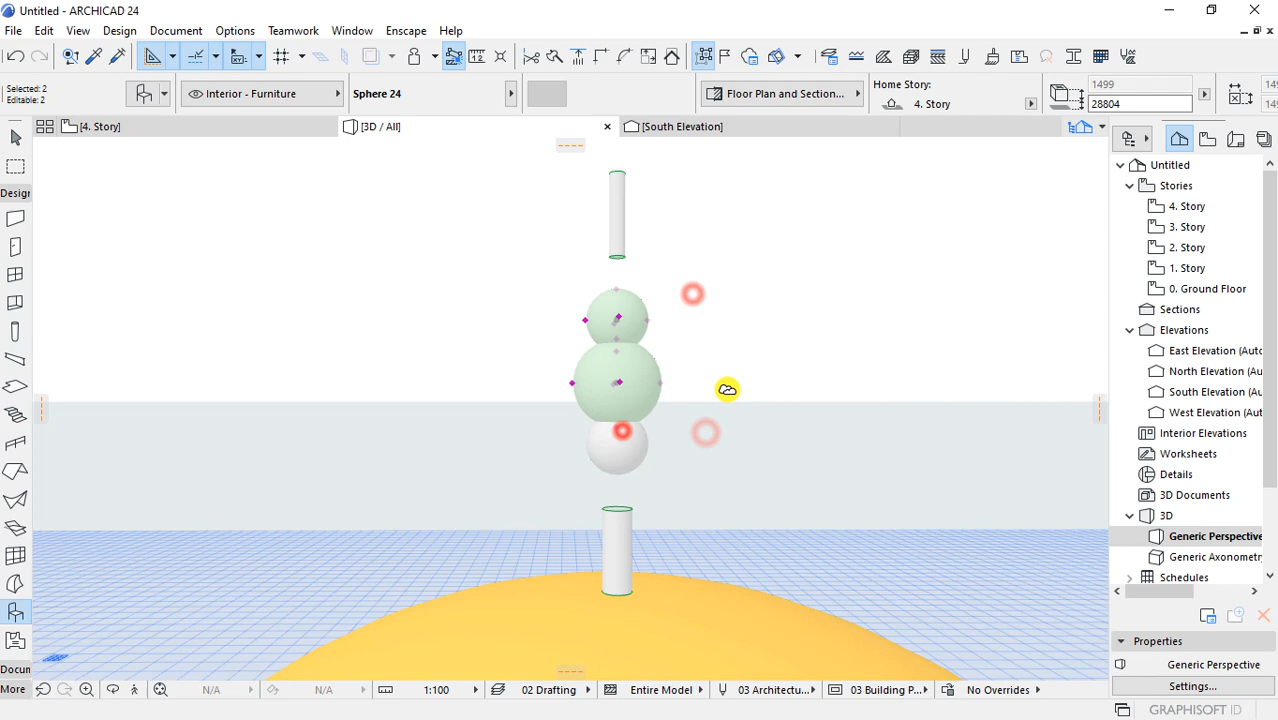 Untitled - ARCHICAD 24
File Edit View Design Document Options Teamwork Window Enscape Help
Selected: 2
Editable: 2
Interior - Furniture
Sphere 24
Floor Plan and Section...
Home Story:
4. Story
1499
28804
[4. Story]
[3D / All]
[South Elevation]
Design
Untitled
Stories
4. Story
3. Story
2. Story
1. Story
0. Ground Floor
Sections
Elevations
East Elevation (Aut
North Elevation (Aut
South Elevation (Aut
West Elevation (Aut
Interior Elevations
Worksheets
Details
3D Documents
3D
Generic Perspective
Generic Axonometr
Schedules
Properties
Generic Perspective
Settings...
Docun
More
N/A
N/A
1:100
02 Drafting
Entire Model
03 Architectu...
03 Building P...
No Overrides
GRAPHISOFT ID